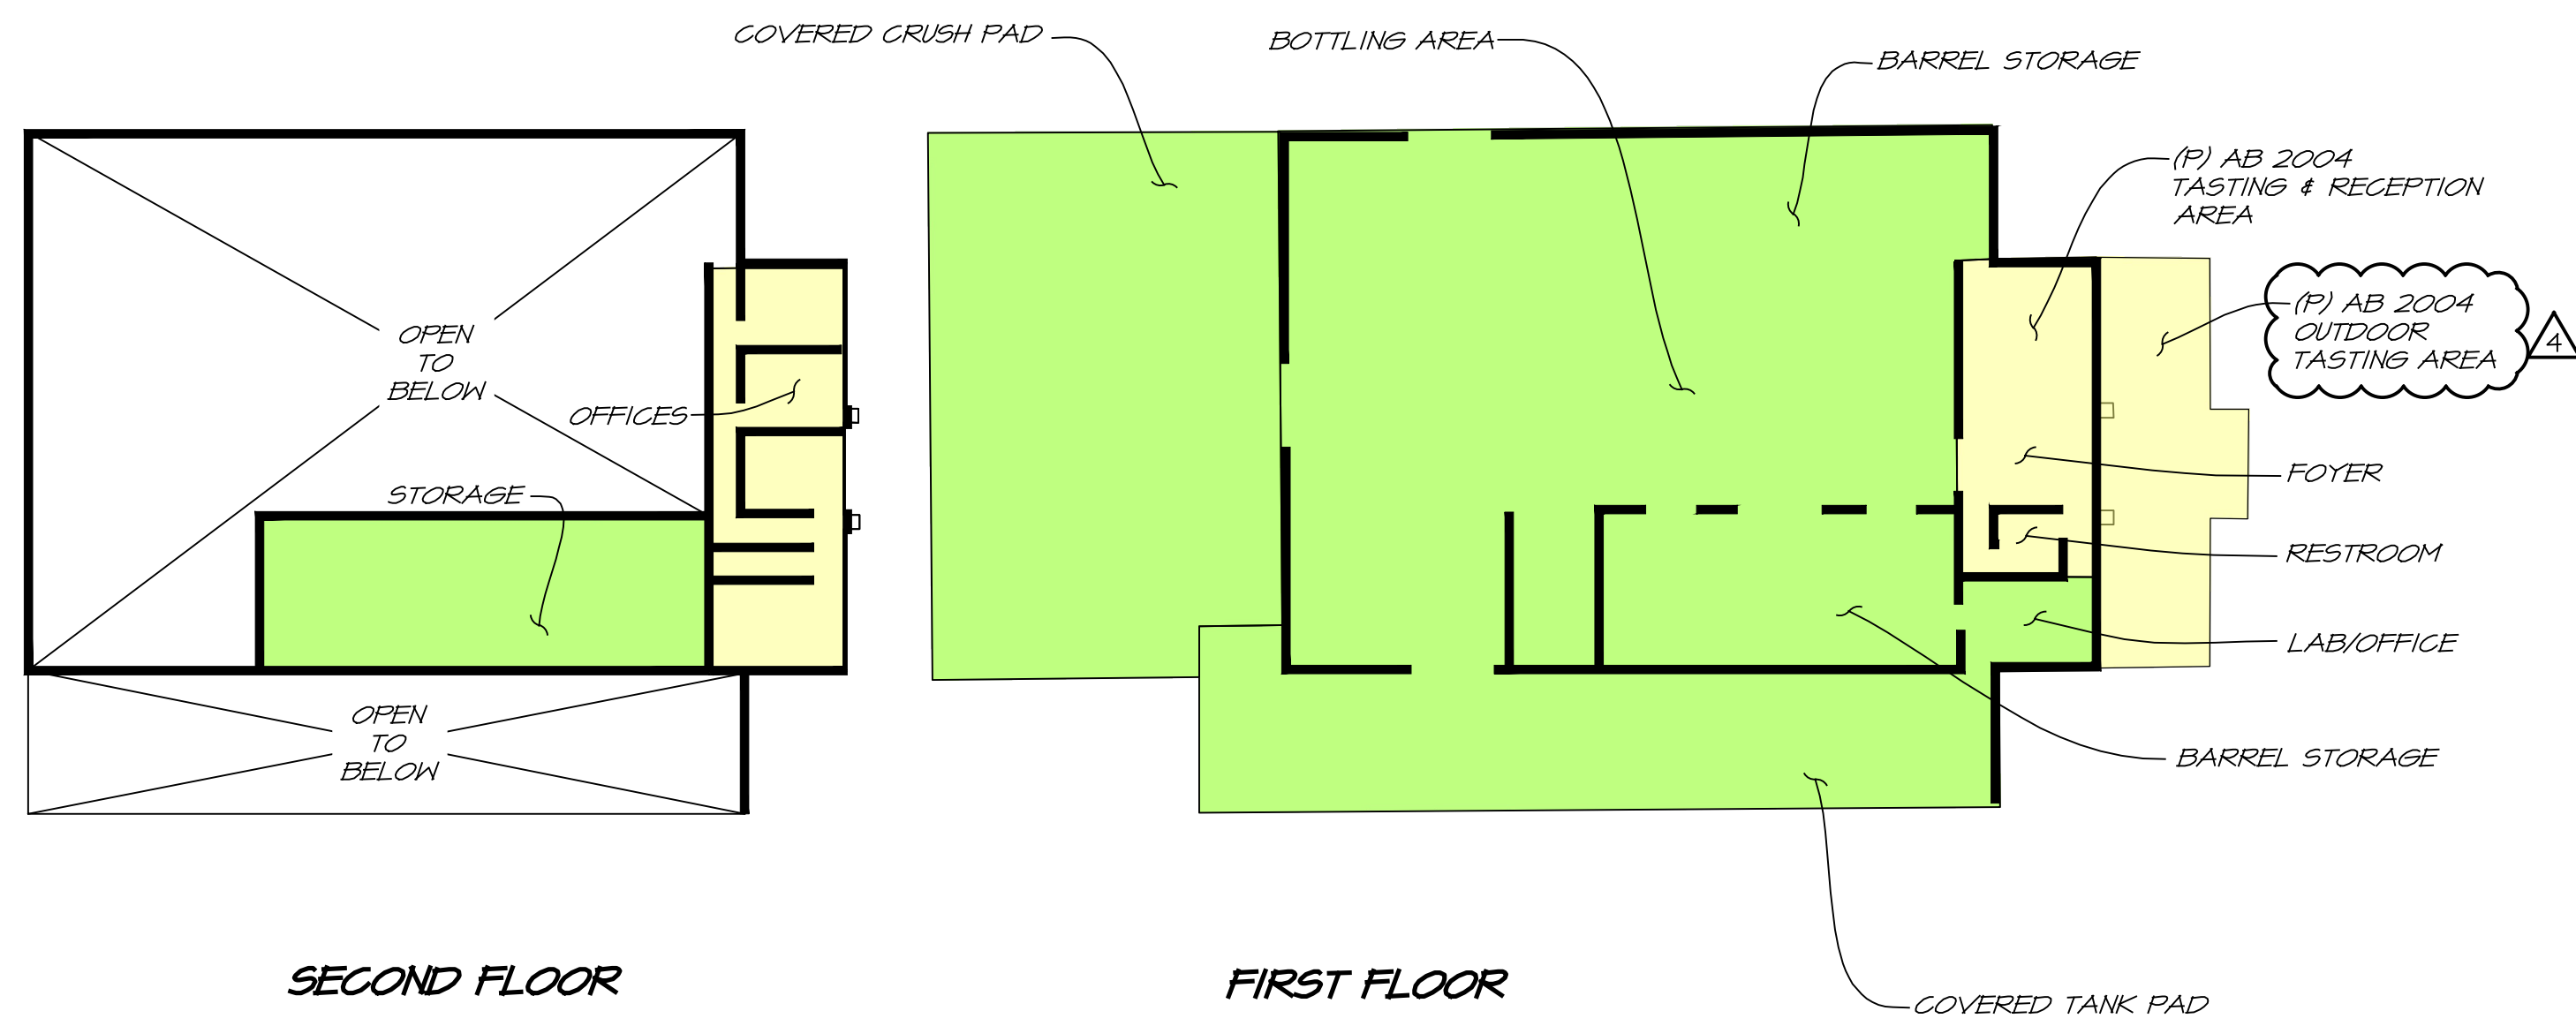 COVERED CRUSH PAD
BOTTLING AREA
BARREL STORAGE
(P) AB 2004
TASTING & RECEPTION
AREA
(P) AB 2004
OUTDOOR
TASTING AREA
4
OPEN
TO
BELOW
OFFICES
STORAGE
FOYER
RESTROOM
LAB/OFFICE
OPEN
TO
BELOW
BARREL STORAGE
SECOND FLOOR
FIRST FLOOR
COVERED TANK PAD